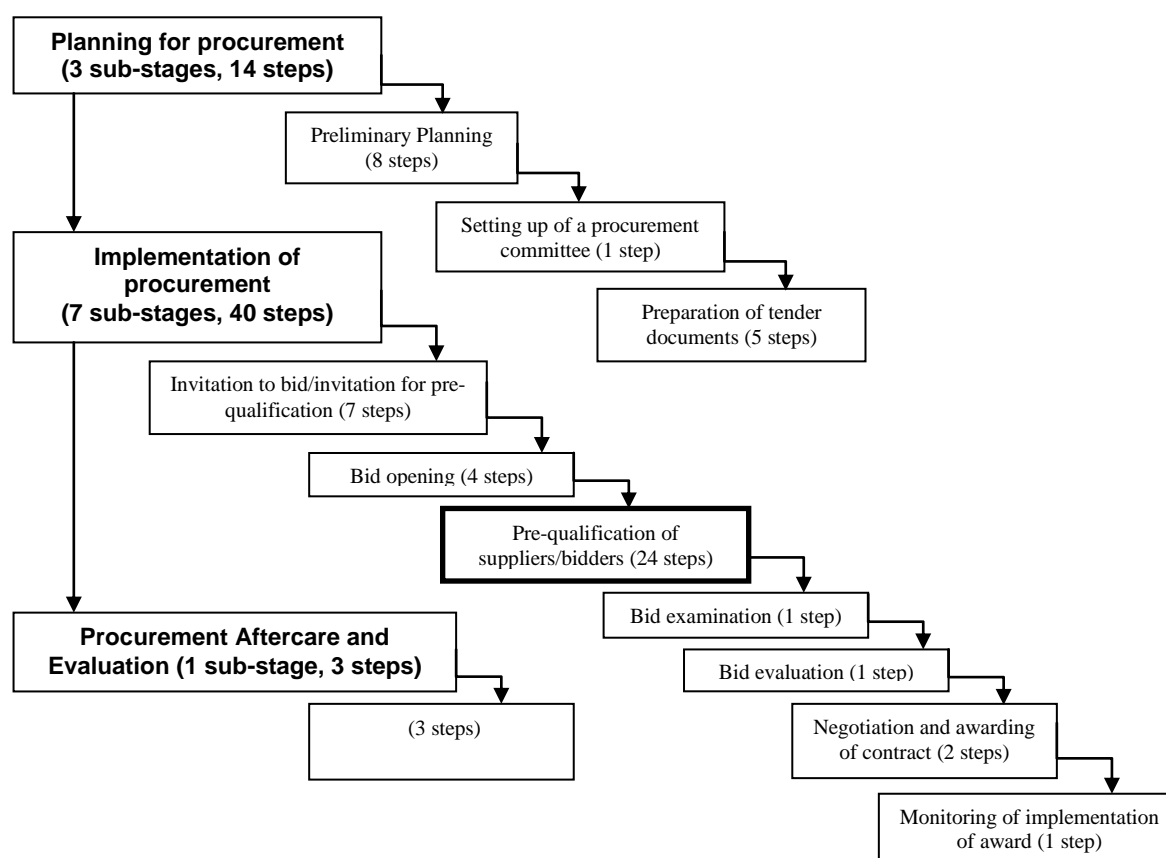 Planning for procurement
(3 sub-stages, 14 steps)
Preliminary Planning
(8 steps)
Setting up of a procurement
committee (1 step)
Preparation of tender
documents (5 steps)
Implementation of
procurement
(7 sub-stages, 40 steps)
Invitation to bid/invitation for pre-
qualification (7 steps)
Bid opening (4 steps)
Pre-qualification of
suppliers/bidders (24 steps)
Bid examination (1 step)
Bid evaluation (1 step)
Negotiation and awarding
of contract (2 steps)
Monitoring of implementation
of award (1 step)
Procurement Aftercare and
Evaluation (1 sub-stage, 3 steps)
(3 steps)